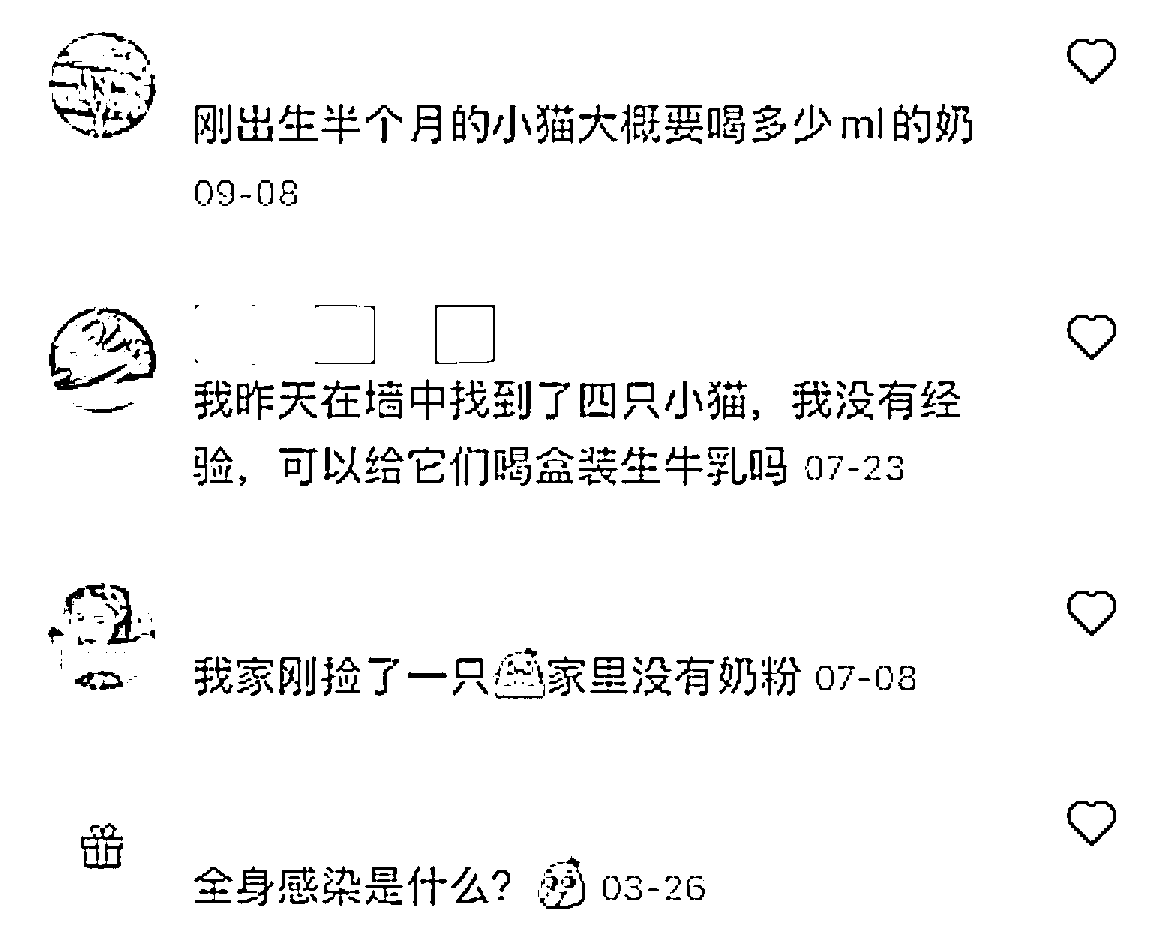 刚出生半个月的小猫大概要喝多少ml的奶
09-08
我昨天在墙中找到了四只小猫，我没有经
验，可以给它们喝盒装生牛乳吗 07-23
我家刚捡了一只家里没有奶粉 07-08
全身感染是什么？ 03-26